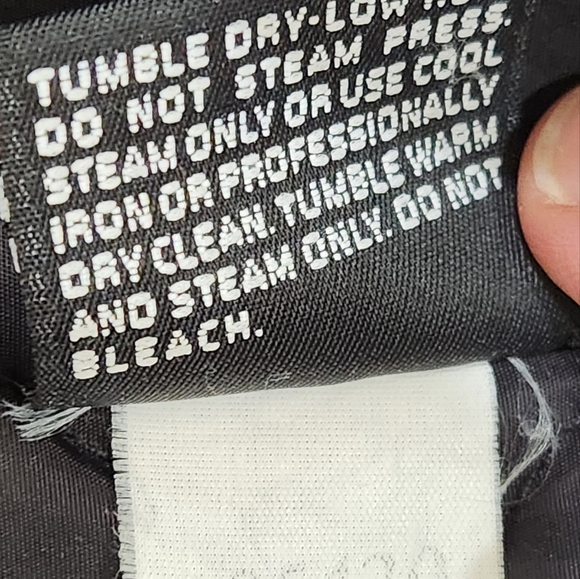 TUMBLE DRY-LOW
DO NOT STEAM PRESS.
STEAM ONLY OR USE COOL
IRON OR PROFESSIONALLY
DRY CLEAN. TUMBLE WARM
AND STEAM ONLY. DO NOT
BLEACH.